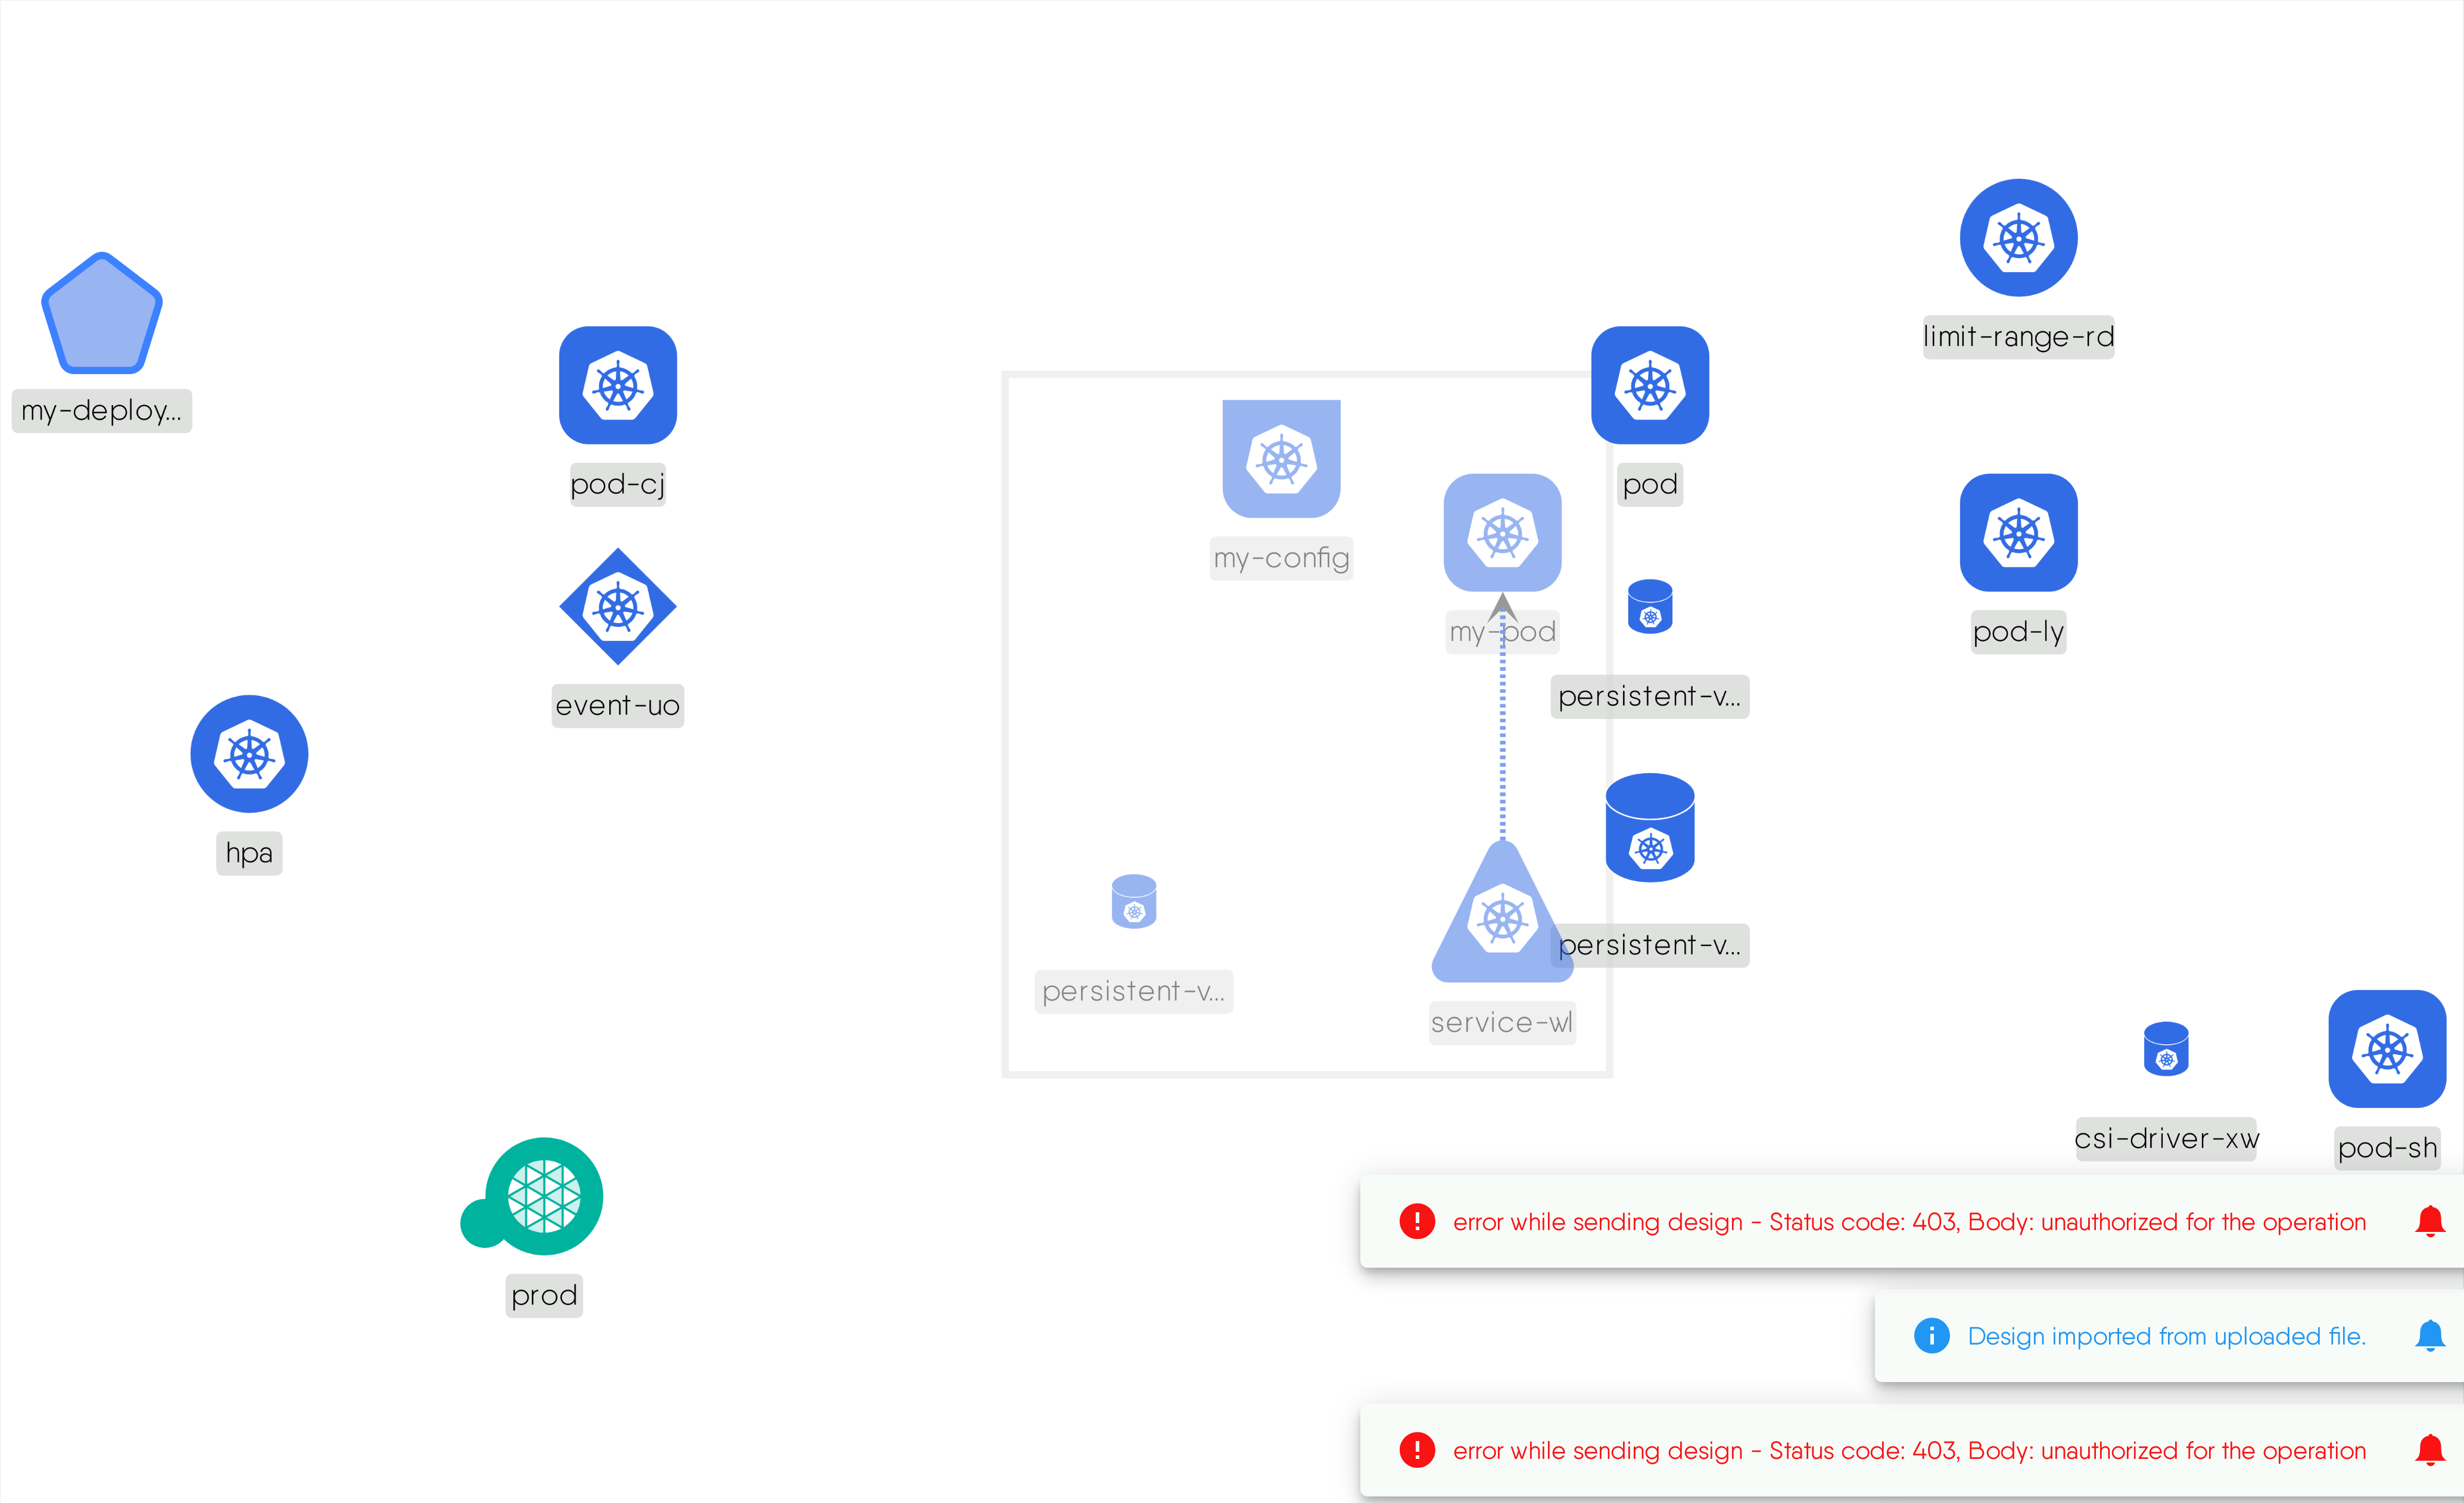 limit-range-rd
my-deploy...
pod-cj
pod
my-config
my-pod
pod-ly
persistent-v...
event-uo
hpa
persistent-v...
persistent-v...
service-wl
csi-driver-xw
pod-sh
error while sending design - Status code: 403, Body: unauthorized for the operation
prod
Design imported from uploaded file.
error while sending design - Status code: 403, Body: unauthorized for the operation